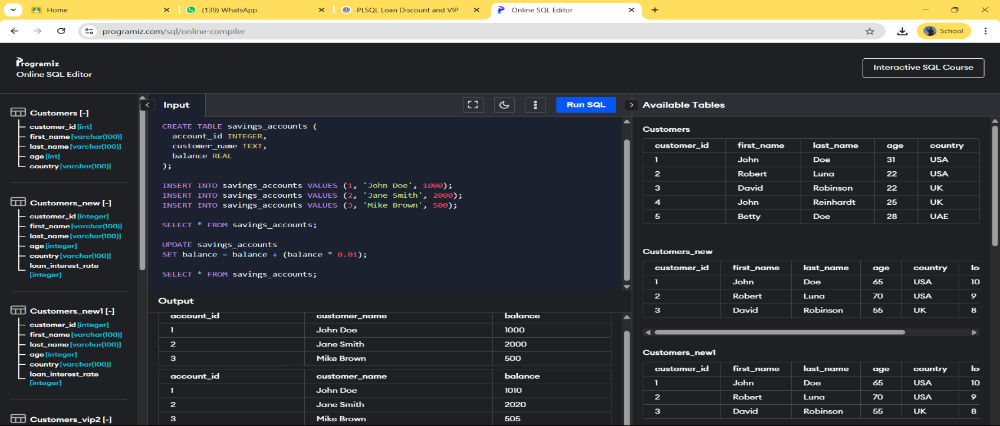 Home
(139) WhatsApp
PLSQL Loan Discount and VIP
Online SQL Editor
programiz.com/sql/online-compiler
School
Programiz
Online SQL Editor
Interactive SQL Course
Customers [-]
customer_id [int]
first_name [varchar(100)]
last_name [varchar(100)]
age [int]
country [varchar(100)]
Customers_new [-]
customer_id [integer]
first_name [varchar(100)]
last_name [varchar(100)]
age [integer]
country [varchar(100)]
loan_interest_rate
[integer]
Customers_new1 [-]
customer_id [integer]
first_name [varchar(100)]
last_name [varchar(100)]
age [integer]
country [varchar(100)]
loan_interest_rate
[integer]
Customers_vip2 [-]
Input
Run SQL
CREATE TABLE savings_accounts (
account_id INTEGER,
customer_name TEXT,
balance REAL
);
INSERT INTO savings_accounts VALUES (1, 'John Doe', 1000);
INSERT INTO savings_accounts VALUES (2, 'Jane Smith', 2000);
INSERT INTO savings_accounts VALUES (3, 'Mike Brown', 500);
SELECT * FROM savings_accounts;
UPDATE savings_accounts
SET balance = balance + (balance * 0.01);
SELECT * FROM savings_accounts;
Output
account_id customer_name balance
1 John Doe 1000
2 Jane Smith 2000
3 Mike Brown 500
account_id customer_name balance
1 John Doe 1010
2 Jane Smith 2020
3 Mike Brown 505
Available Tables
Customers
customer_id first_name last_name age country
1 John Doe 31 USA
2 Robert Luna 22 USA
3 David Robinson 22 UK
4 John Reinhardt 25 UK
5 Betty Doe 28 UAE
Customers_new
customer_id first_name last_name age country lo
1 John Doe 65 USA 10
2 Robert Luna 70 USA 9
3 David Robinson 55 UK 8
Customers_new1
customer_id first_name last_name age country lo
1 John Doe 65 USA 10
2 Robert Luna 70 USA 9
3 David Robinson 55 UK 8